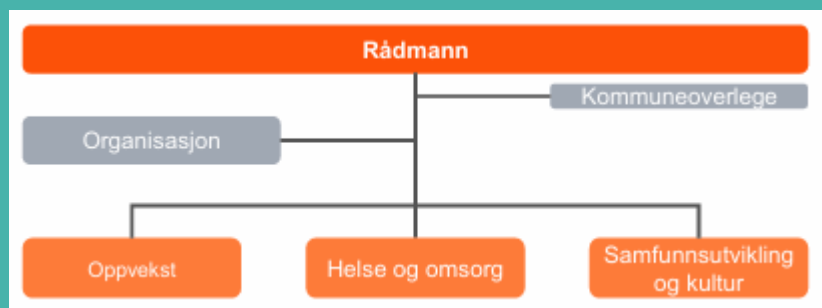 Rådmann
Kommuneoverlege
Organisasjon
Oppvekst
Helse og omsorg
Samfunnsutvikling
og kultur